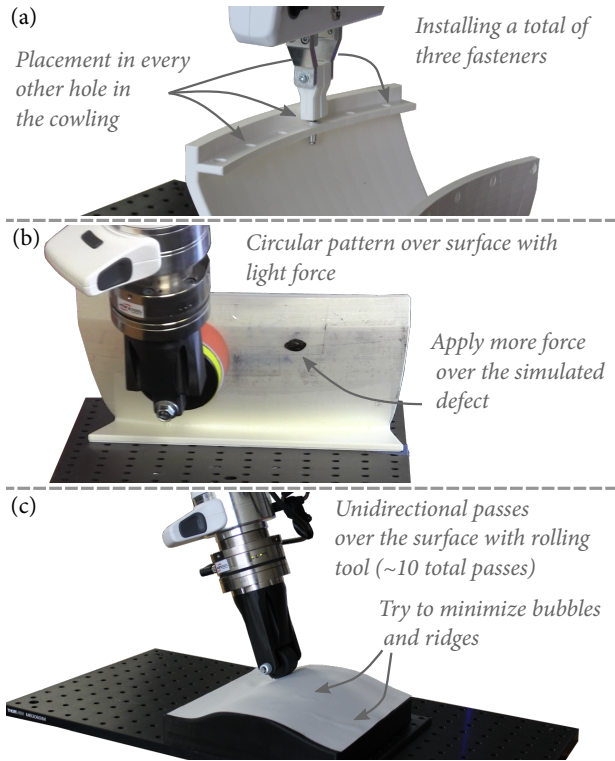 (a)
Installing a total of
three fasteners
Placement in every
other hole in
the cowling
(b)
Circular pattern over surface with
light force
Apply more force
over the simulated
defect
(c)
Unidirectional passes
over the surface with rolling
tool (~10 total passes)
Try to minimize bubbles
and ridges